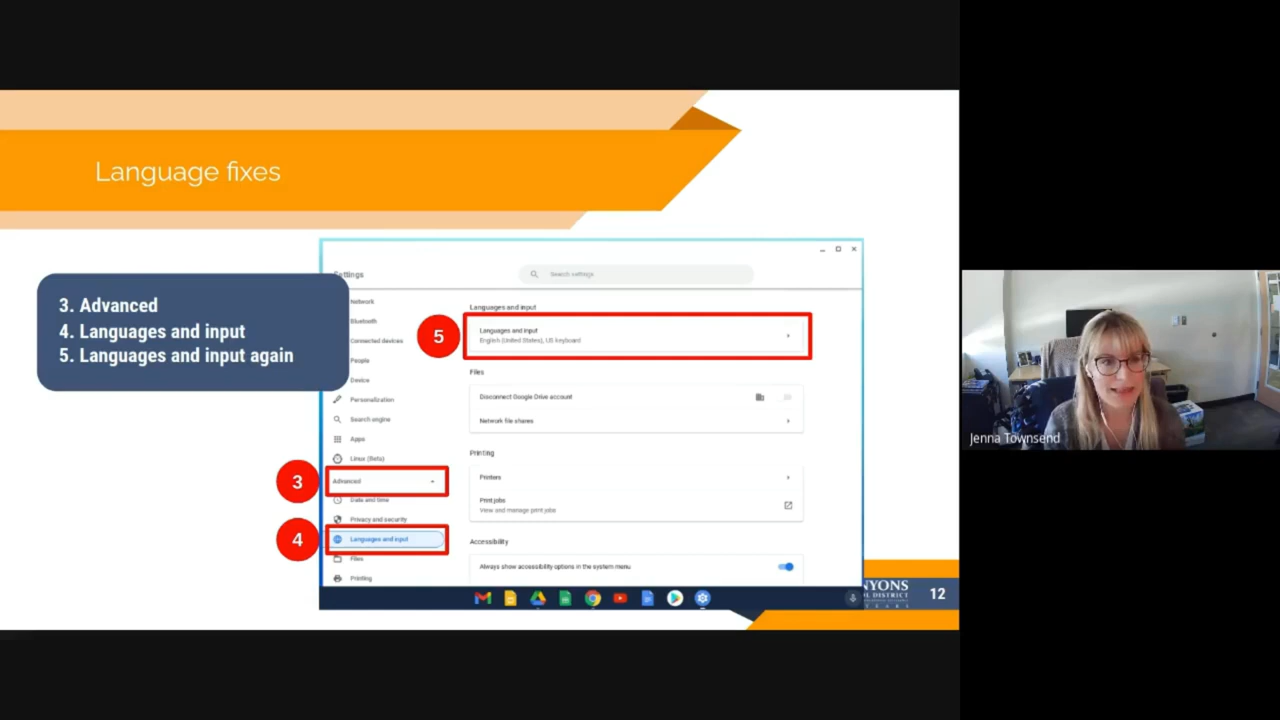 Language fixes
3. Advanced
4. Languages and input
5. Languages and input again
Settings
Search settings
Network
Bluetooth
Connected devices
People
Device
Personalization
Search engine
Apps
Linux (Beta)
3
Advanced
Date and time
Privacy and security
4
Languages and input
Files
Printing
Languages and input
5
Languages and input
English (United States), US keyboard
Files
Disconnect Google Drive account
Network file shares
Printing
Printers
Print jobs
View and manage print jobs
Accessibility
Always show accessibility options in the system menu
NYONS
DISTRICT
12
Jenna Townsend